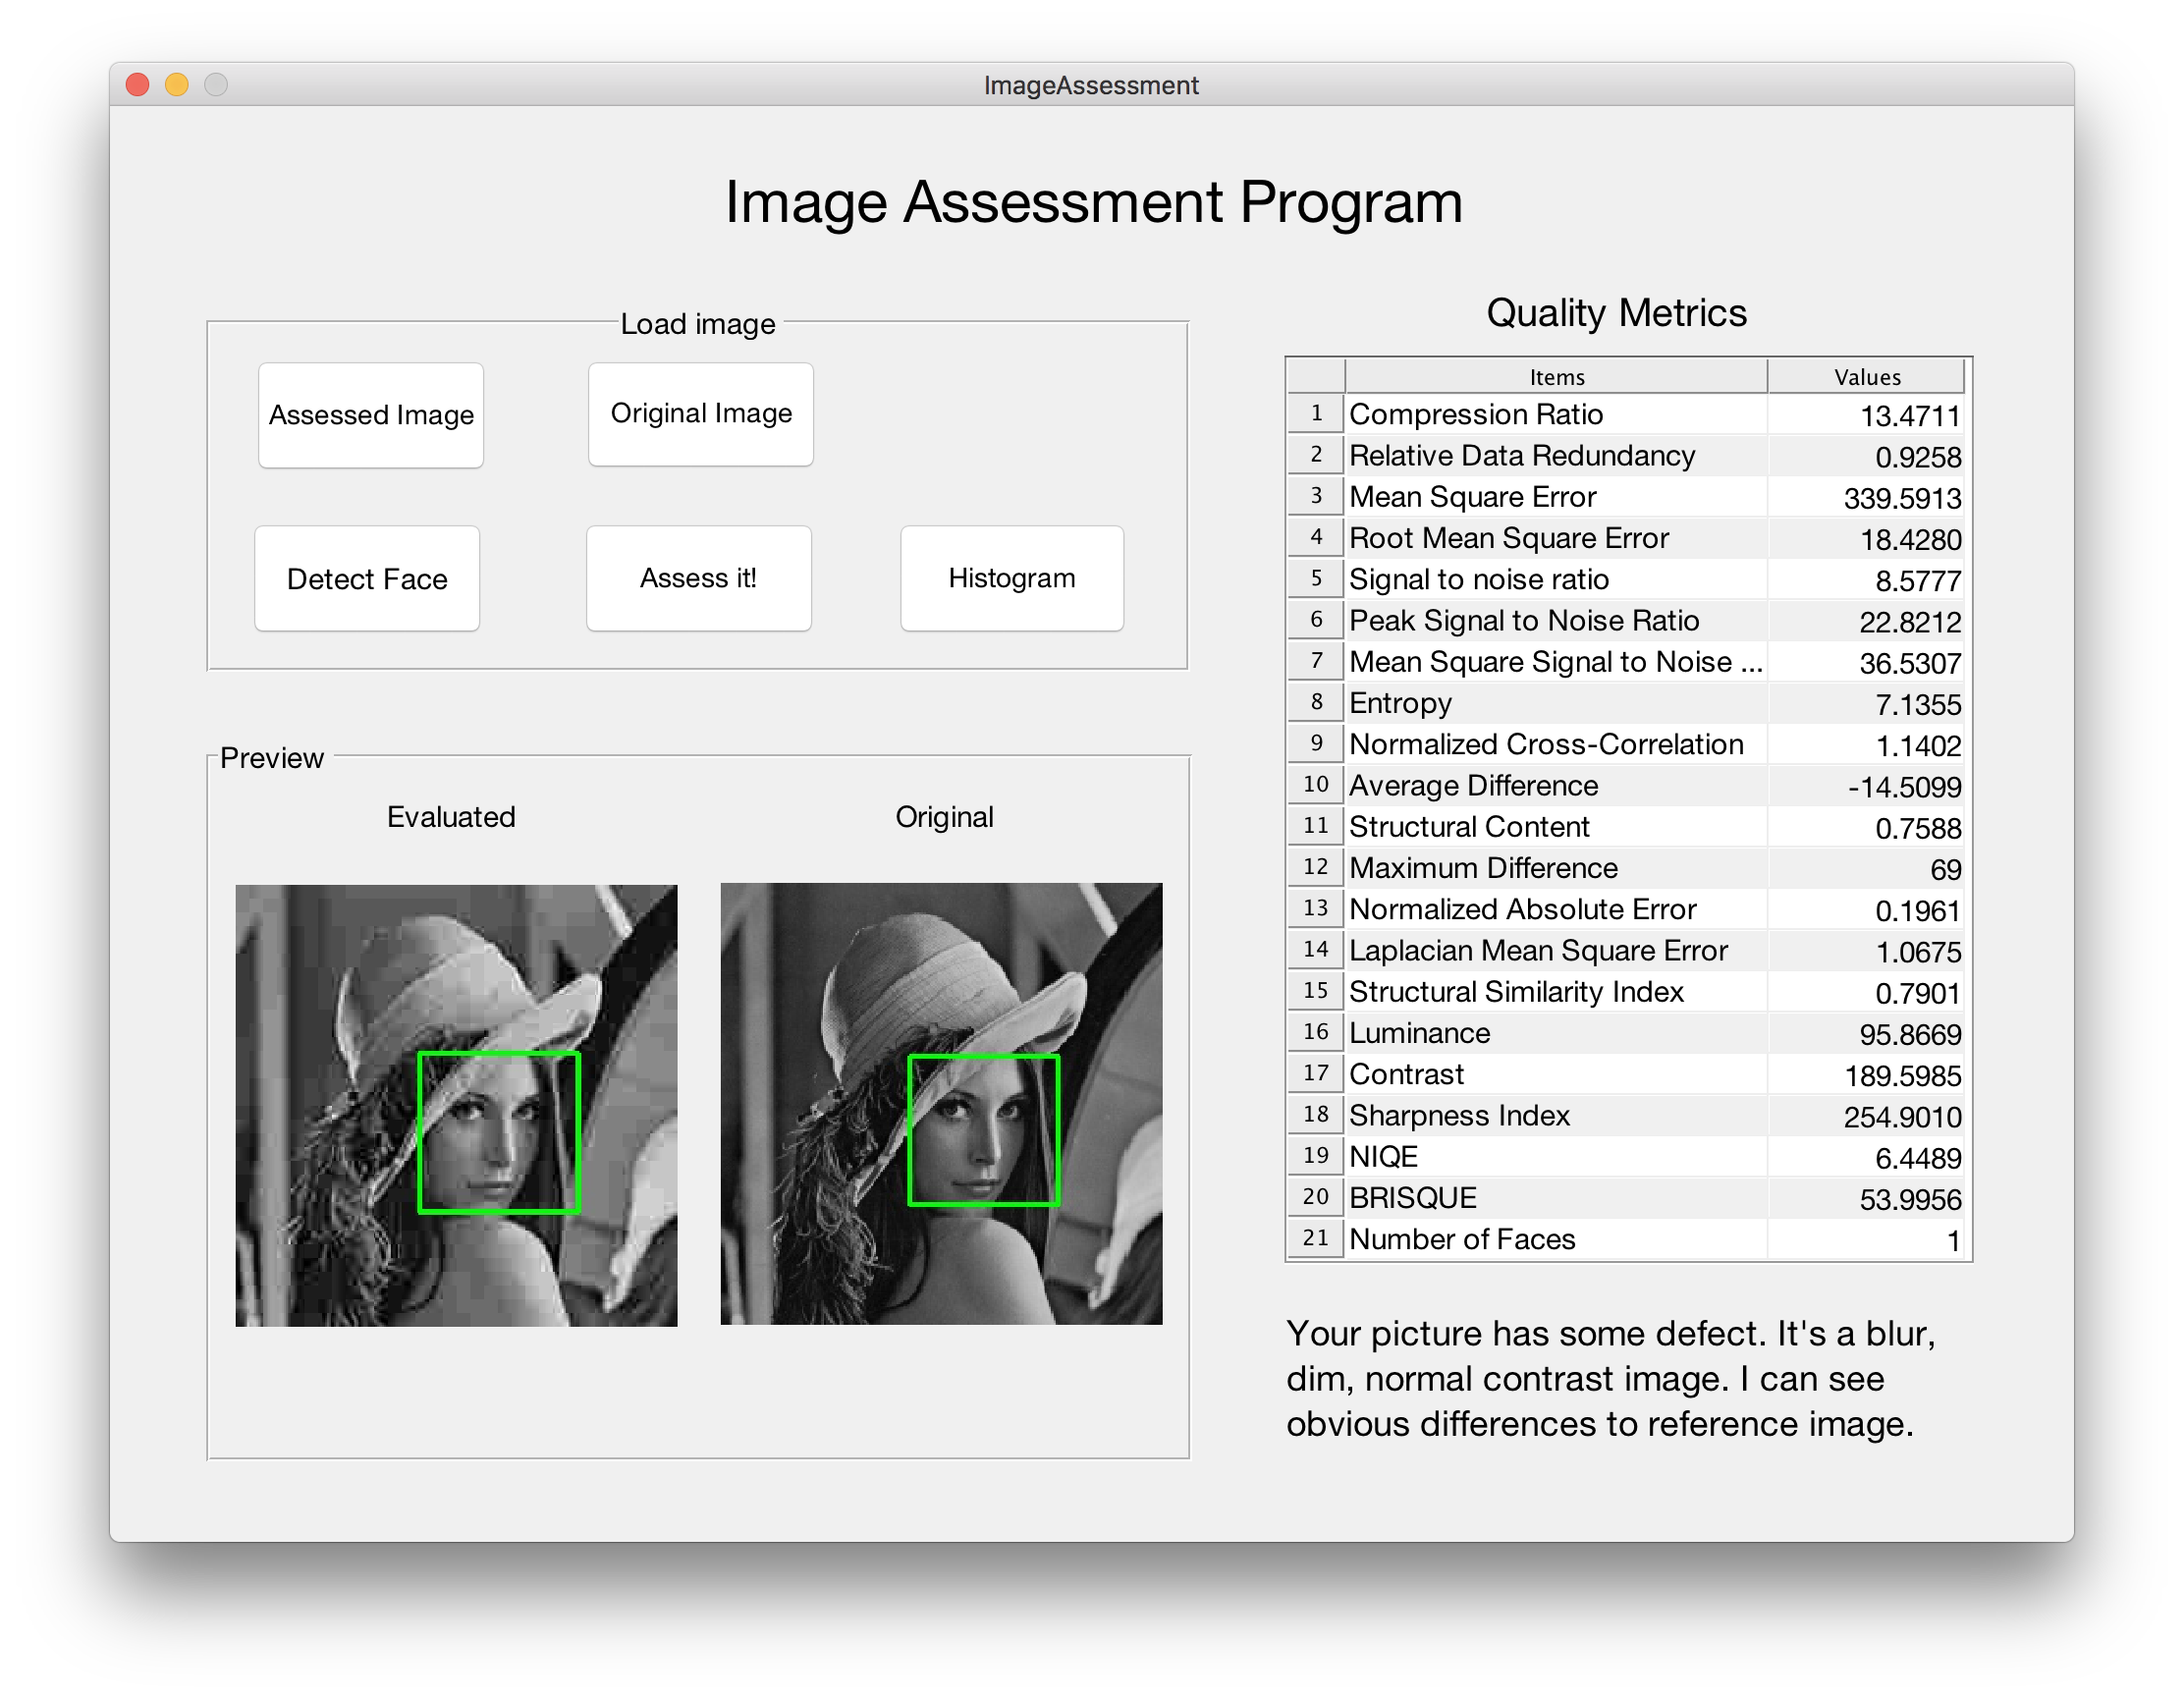 ImageAssessment
Image Assessment Program
Load image
Assessed Image
Original Image
Detect Face
Assess it!
Histogram
Preview
Evaluated
Original
Quality Metrics
Items Values
1 Compression Ratio 13.4711
2 Relative Data Redundancy 0.9258
3 Mean Square Error 339.5913
4 Root Mean Square Error 18.4280
5 Signal to noise ratio 8.5777
6 Peak Signal to Noise Ratio 22.8212
7 Mean Square Signal to Noise ... 36.5307
8 Entropy 7.1355
9 Normalized Cross-Correlation 1.1402
10 Average Difference -14.5099
11 Structural Content 0.7588
12 Maximum Difference 69
13 Normalized Absolute Error 0.1961
14 Laplacian Mean Square Error 1.0675
15 Structural Similarity Index 0.7901
16 Luminance 95.8669
17 Contrast 189.5985
18 Sharpness Index 254.9010
19 NIQE 6.4489
20 BRISQUE 53.9956
21 Number of Faces 1
Your picture has some defect. It's a blur,
dim, normal contrast image. I can see
obvious differences to reference image.